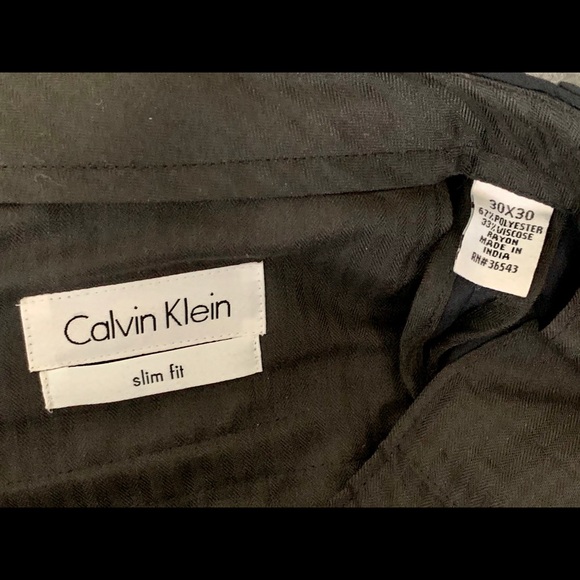 Calvin Klein
slim fit
30X30
67%POLYESTER
33%VISCOSE
RAYON
MADE IN
INDIA
RN#36543